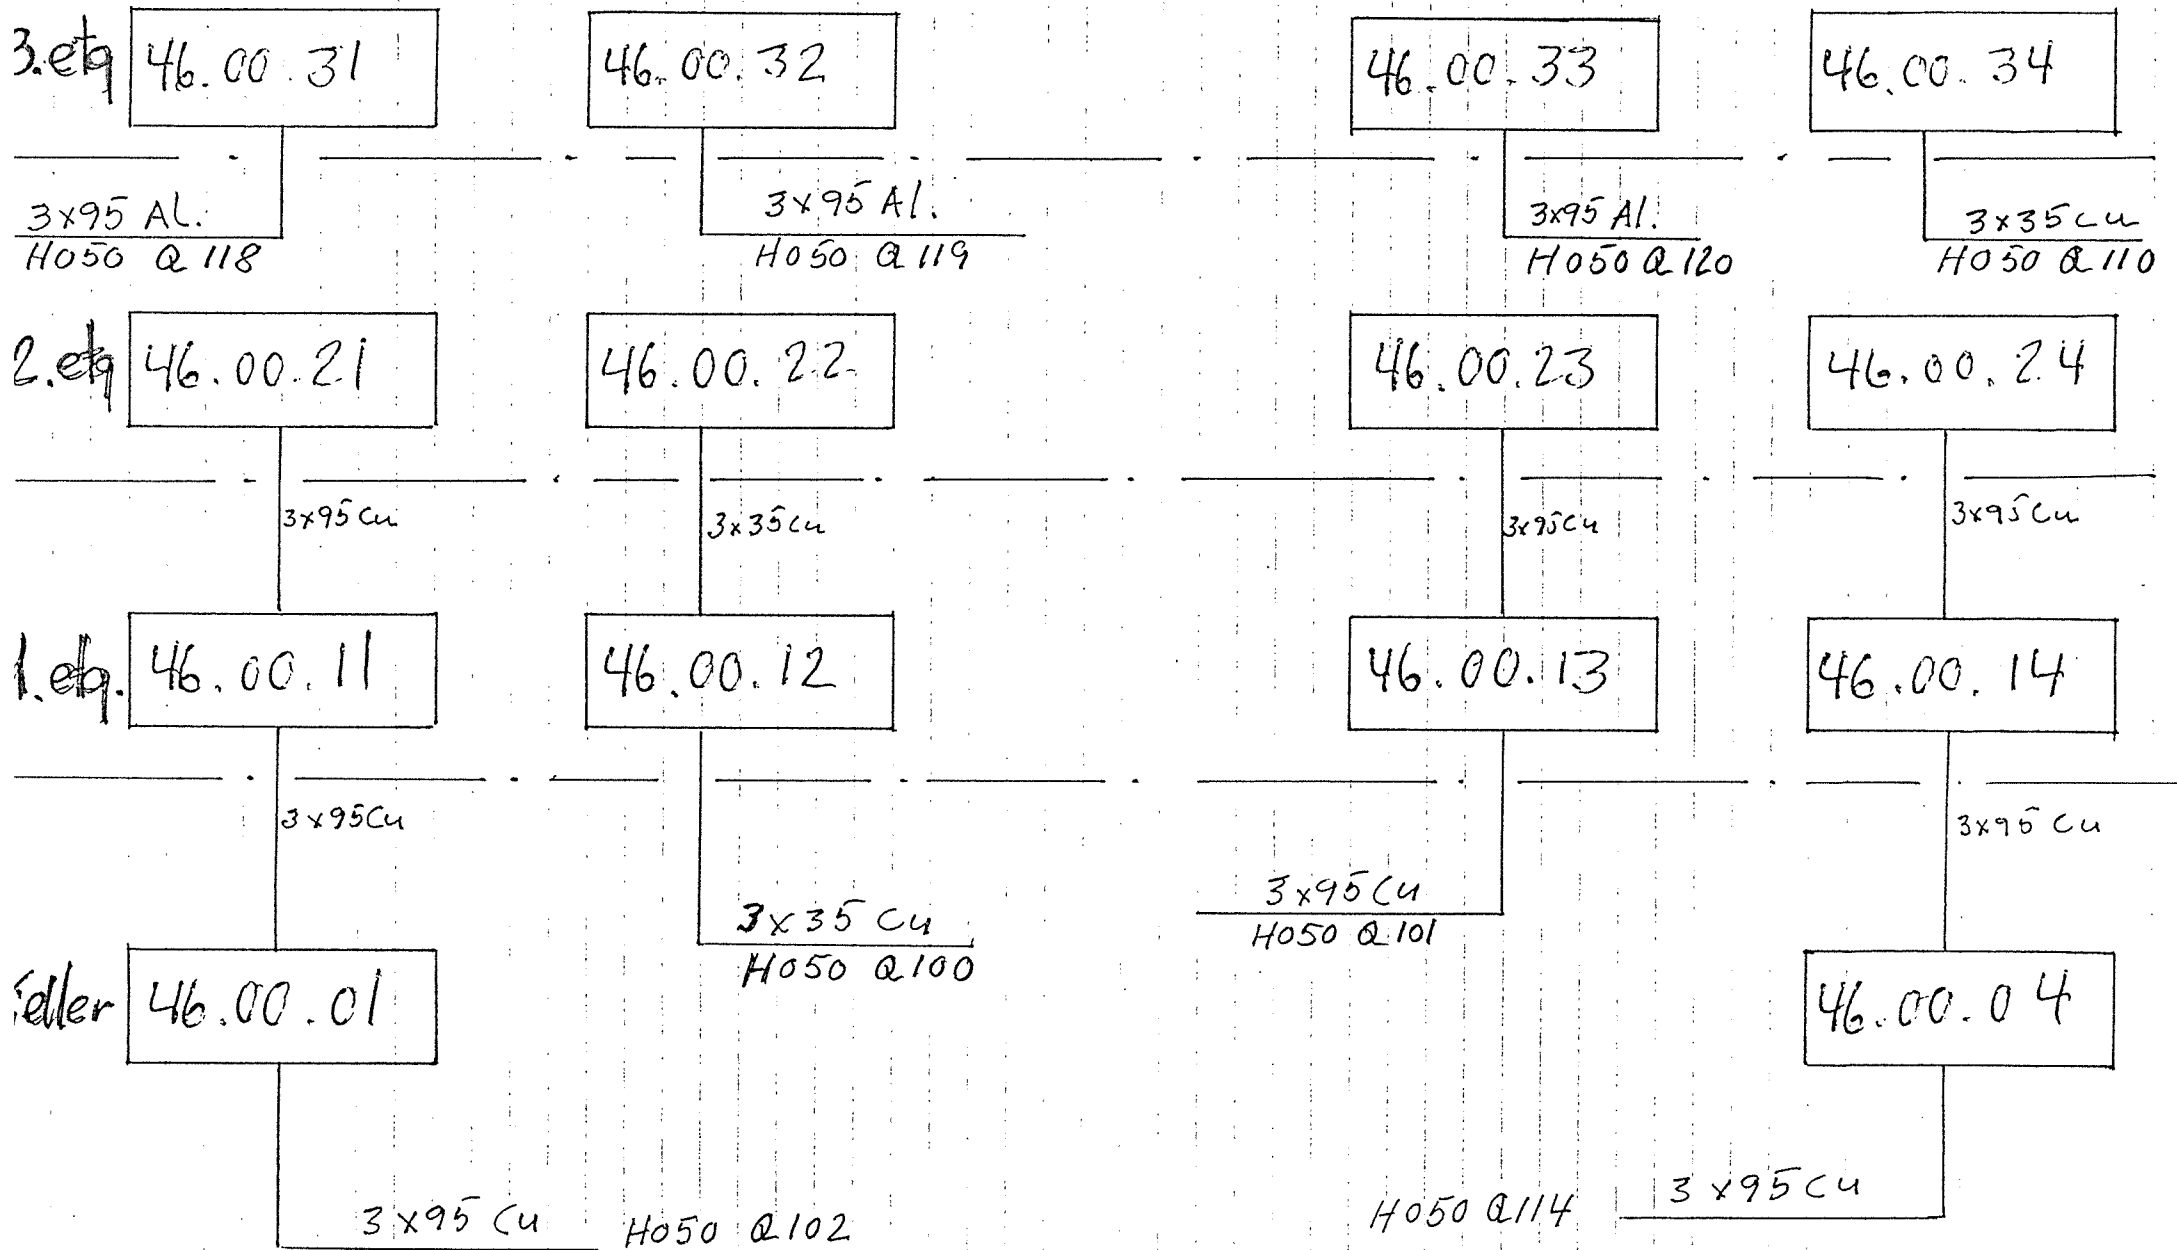 3.etg 46.00.31 46.00.32 46.00.33 46.00.34
3x95 Al. 3x95 Al. 3x95 Al. 3x35 Cu
H050 Q118 H050 Q119 H050 Q120 H050 Q110
2.etg 46.00.21 46.00.22 46.00.23 46.00.24
3x95 Cu 3x35 Cu 3x95 Cu 3x95 Cu
1.etg. 46.00.11 46.00.12 46.00.13 46.00.14
3x95 Cu 3x95 Cu
3x35 Cu 3x95 Cu
H050 Q100 H050 Q101
eller 46.00.01 46.00.04
3x95 Cu H050 Q102 H050 Q114 3x95 Cu